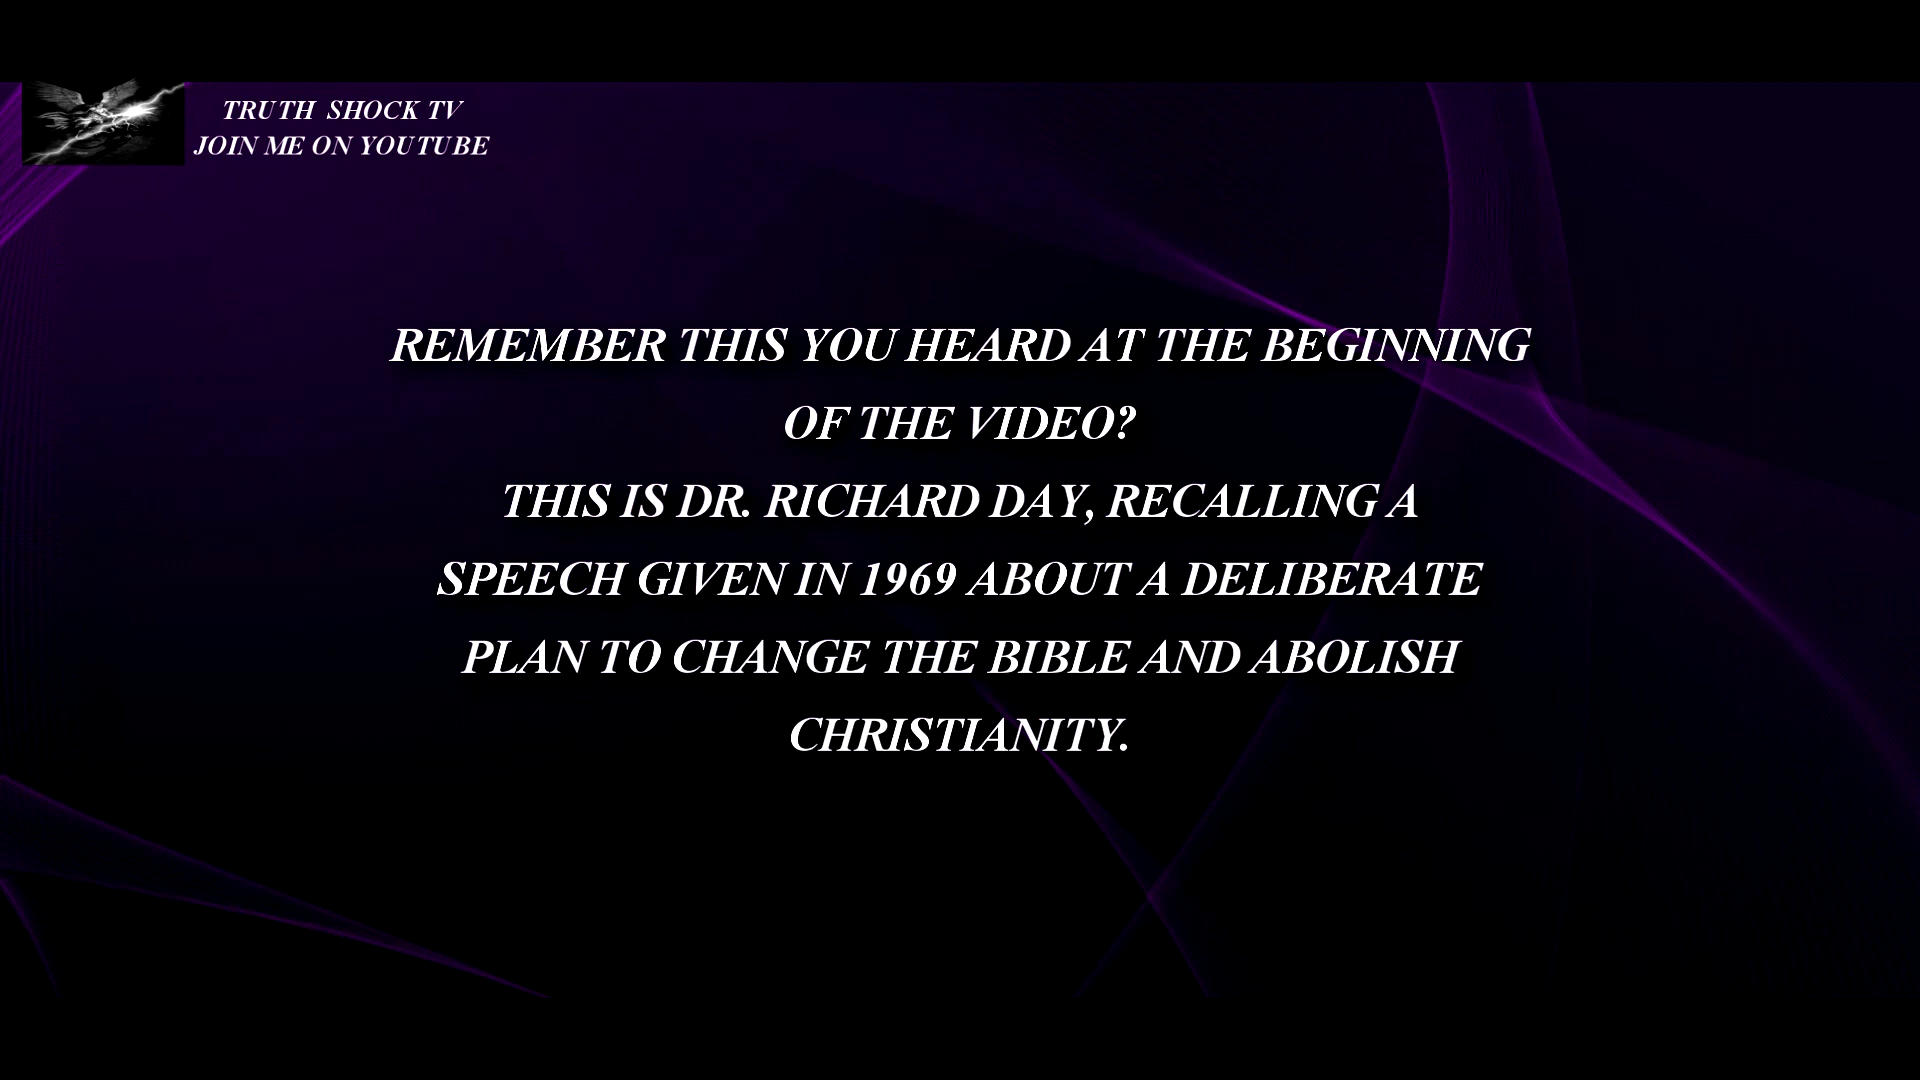 TRUTH SHOCK TV
JOIN ME ON YOUTUBE
REMEMBER THIS YOU HEARD AT THE BEGINNING
OF THE VIDEO?
THIS IS DR. RICHARD DAY, RECALLING A
SPEECH GIVEN IN 1969 ABOUT A DELIBERATE
PLAN TO CHANGE THE BIBLE AND ABOLISH
CHRISTIANITY.